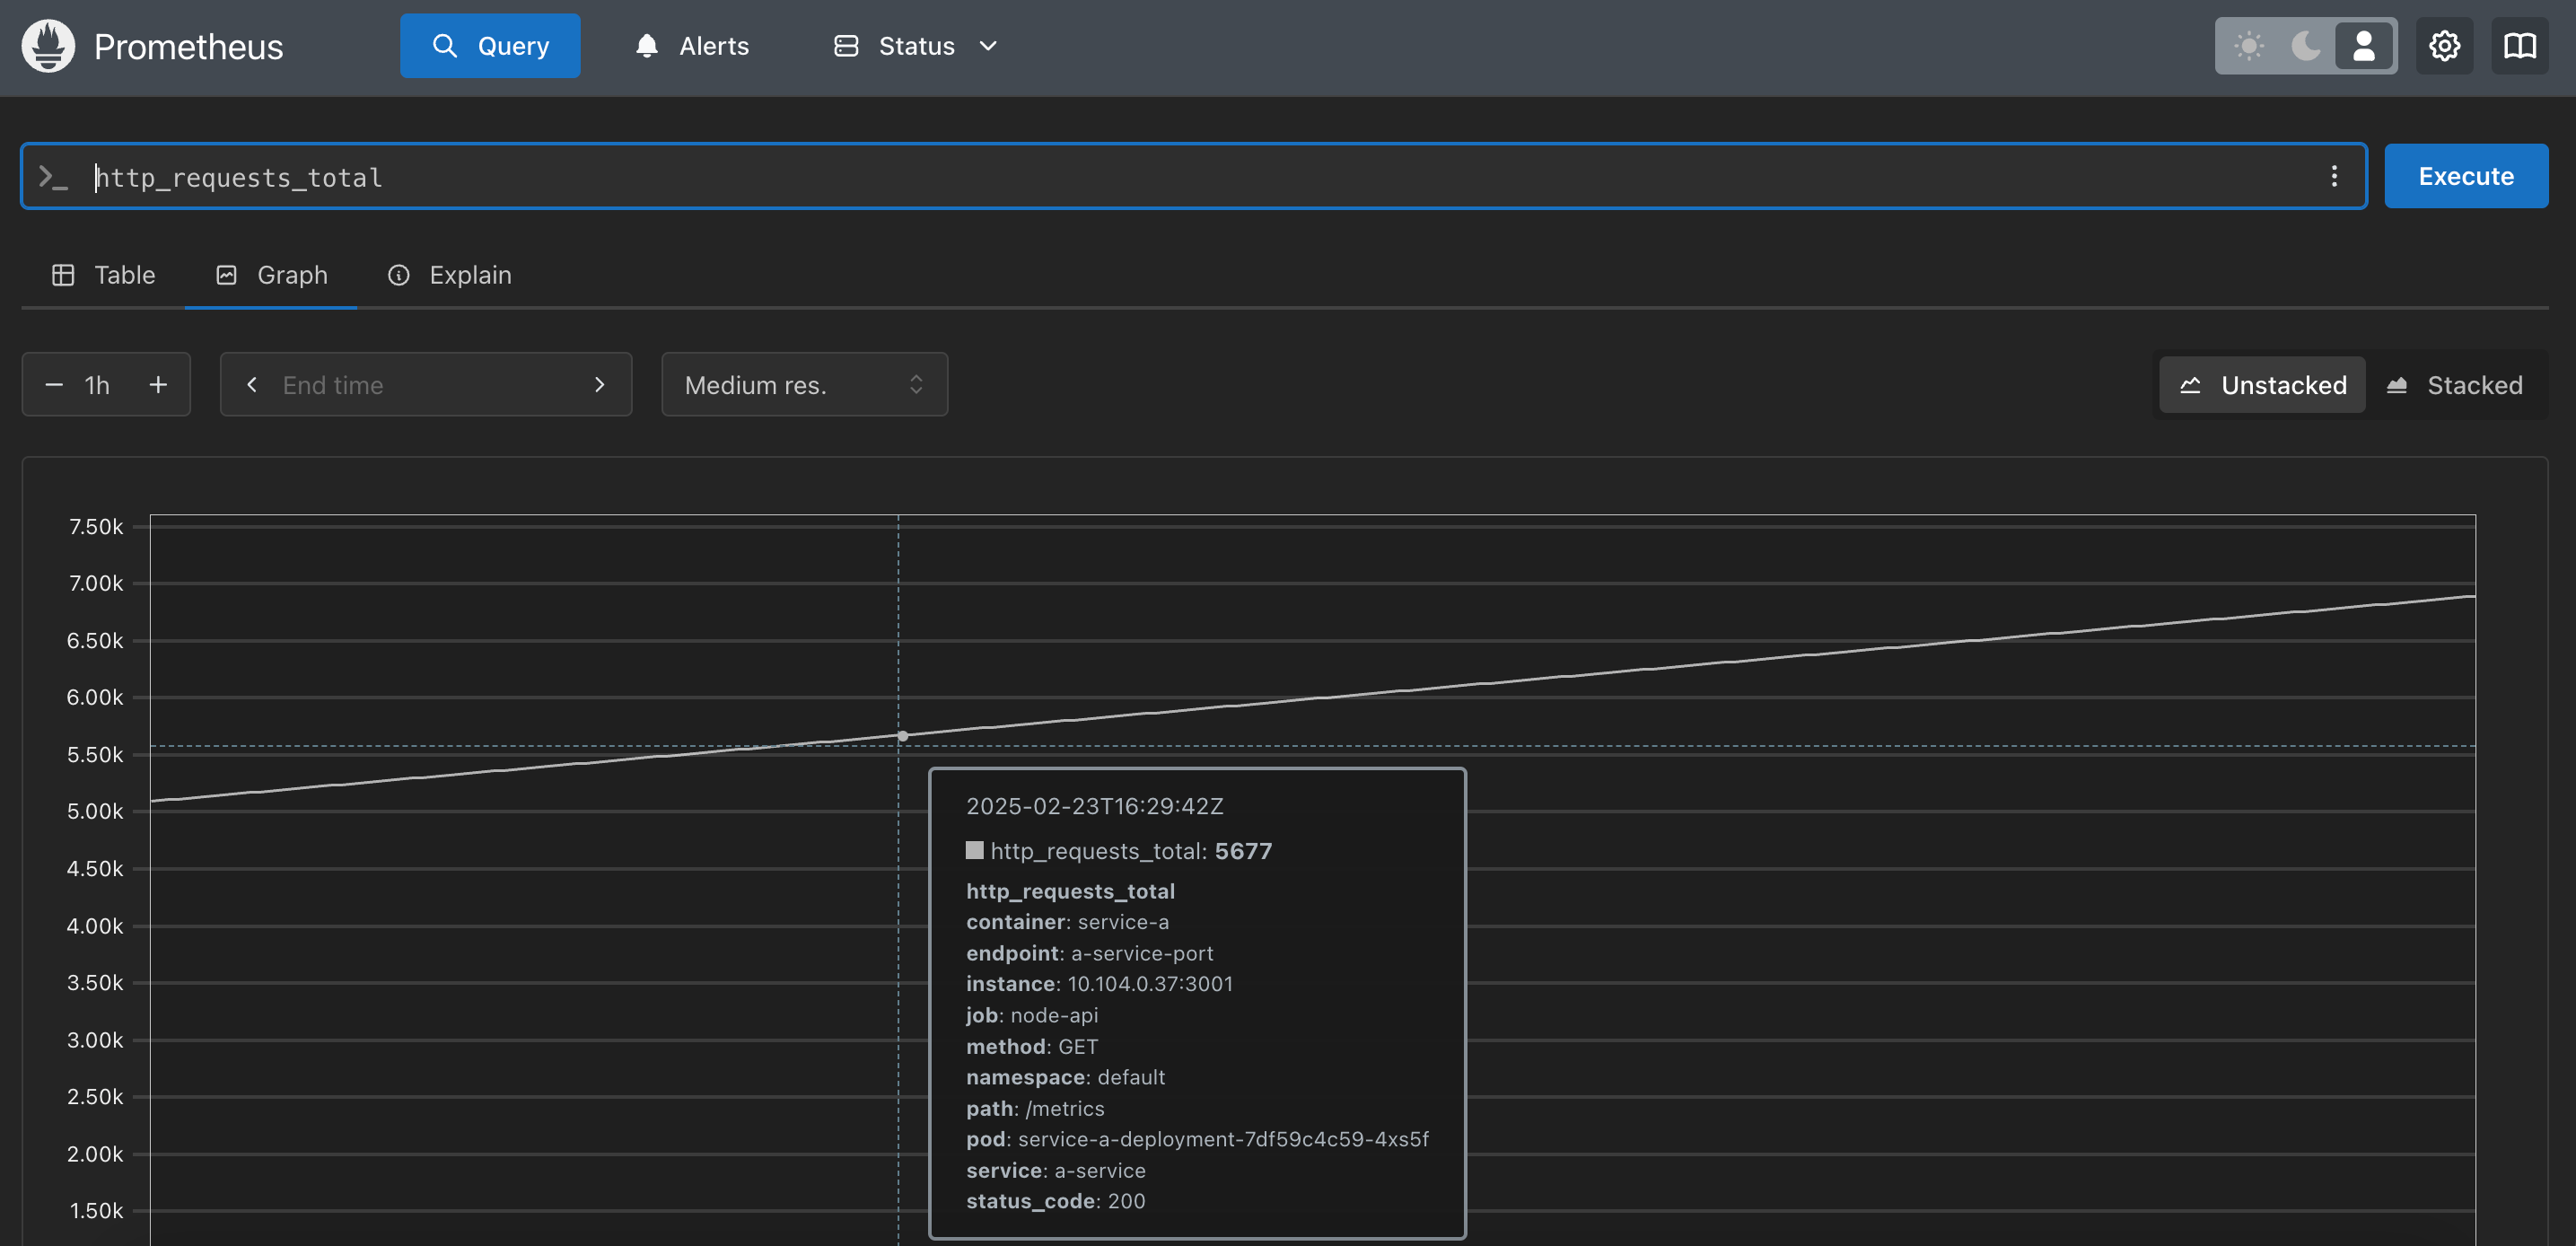 Prometheus Query Alerts Status
http_requests_total Execute
Table Graph Explain
1h End time Medium res. Unstacked Stacked
7.50k
7.00k
6.50k
6.00k
5.50k
5.00k
4.50k
4.00k
3.50k
3.00k
2.50k
2.00k
1.50k
2025-02-23T16:29:42Z
http_requests_total: 5677
http_requests_total
container: service-a
endpoint: a-service-port
instance: 10.104.0.37:3001
job: node-api
method: GET
namespace: default
path: /metrics
pod: service-a-deployment-7df59c4c59-4xs5f
service: a-service
status_code: 200